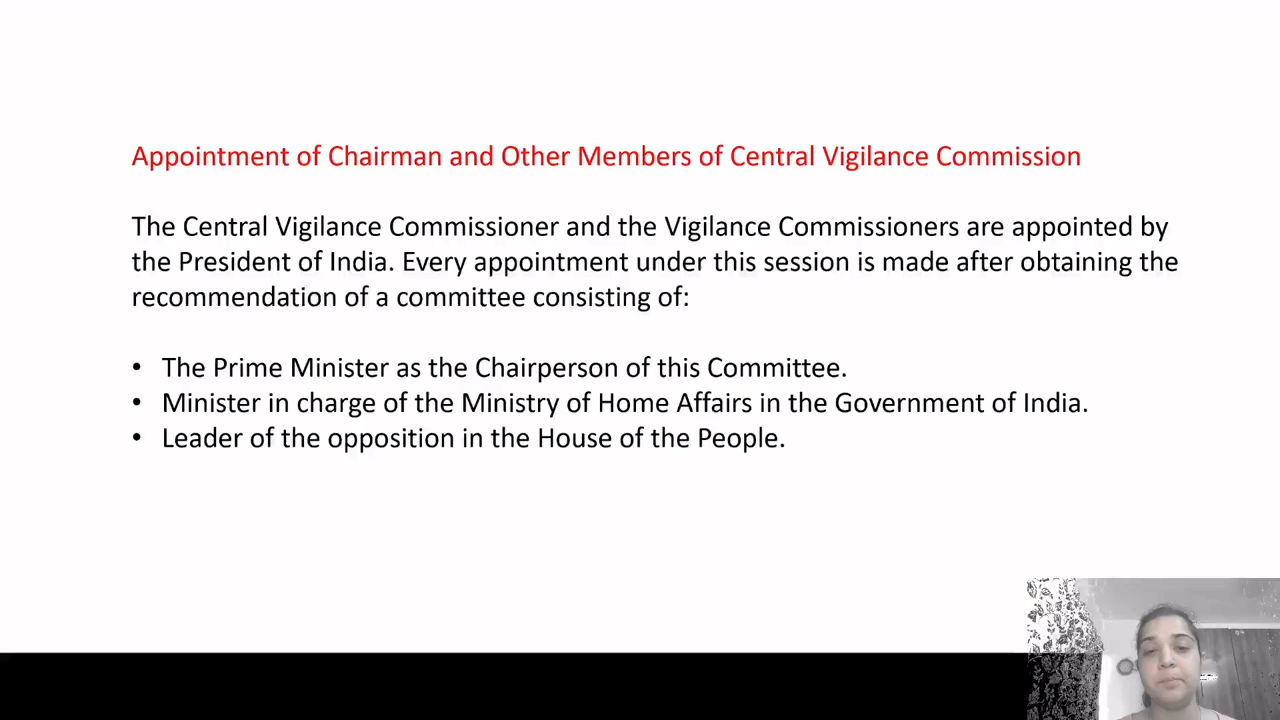 Appointment of Chairman and Other Members of Central Vigilance Commission
The Central Vigilance Commissioner and the Vigilance Commissioners are appointed by
the President of India. Every appointment under this session is made after obtaining the
recommendation of a committee consisting of:
• The Prime Minister as the Chairperson of this Committee.
• Minister in charge of the Ministry of Home Affairs in the Government of India.
• Leader of the opposition in the House of the People.